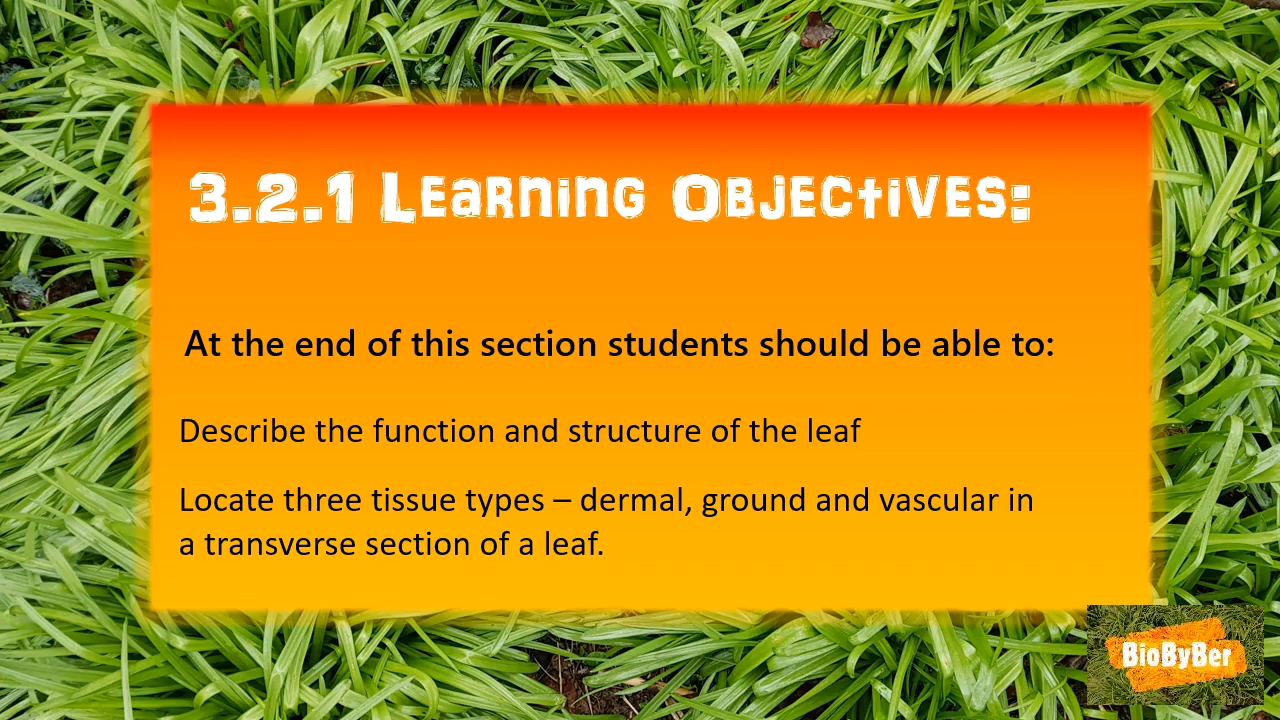 3.2.1 Learning Objectives:
At the end of this section students should be able to:
Describe the function and structure of the leaf
Locate three tissue types – dermal, ground and vascular in
a transverse section of a leaf.
BioByBer